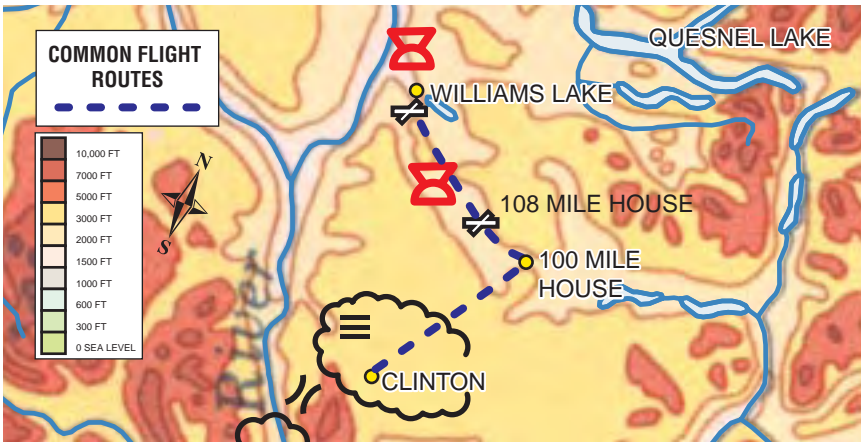 COMMON FLIGHT
ROUTES
10,000 FT
7000 FT
5000 FT
3000 FT
2000 FT
1500 FT
1000 FT
600 FT
300 FT
0 SEA LEVEL
N
S
QUESNEL LAKE
WILLIAMS LAKE
108 MILE HOUSE
100 MILE
HOUSE
CLINTON
River